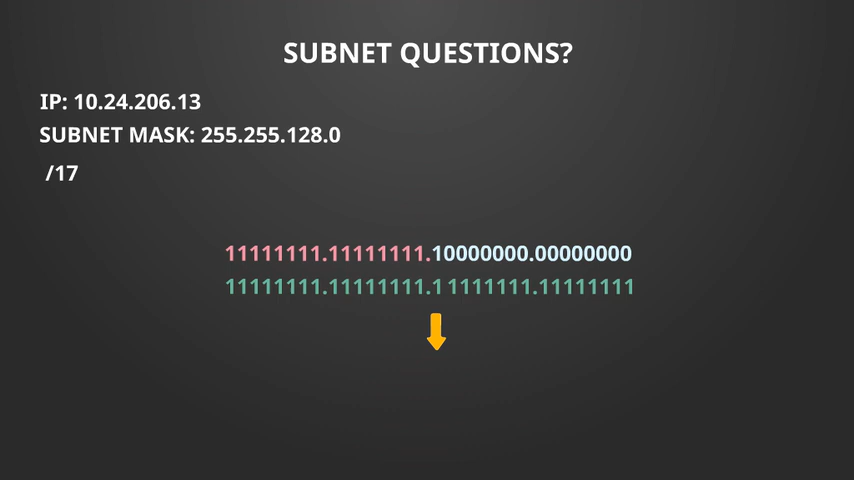 SUBNET QUESTIONS?
IP: 10.24.206.13
SUBNET MASK: 255.255.128.0
/17
11111111.11111111.10000000.00000000
11111111.11111111.1 1111111.11111111